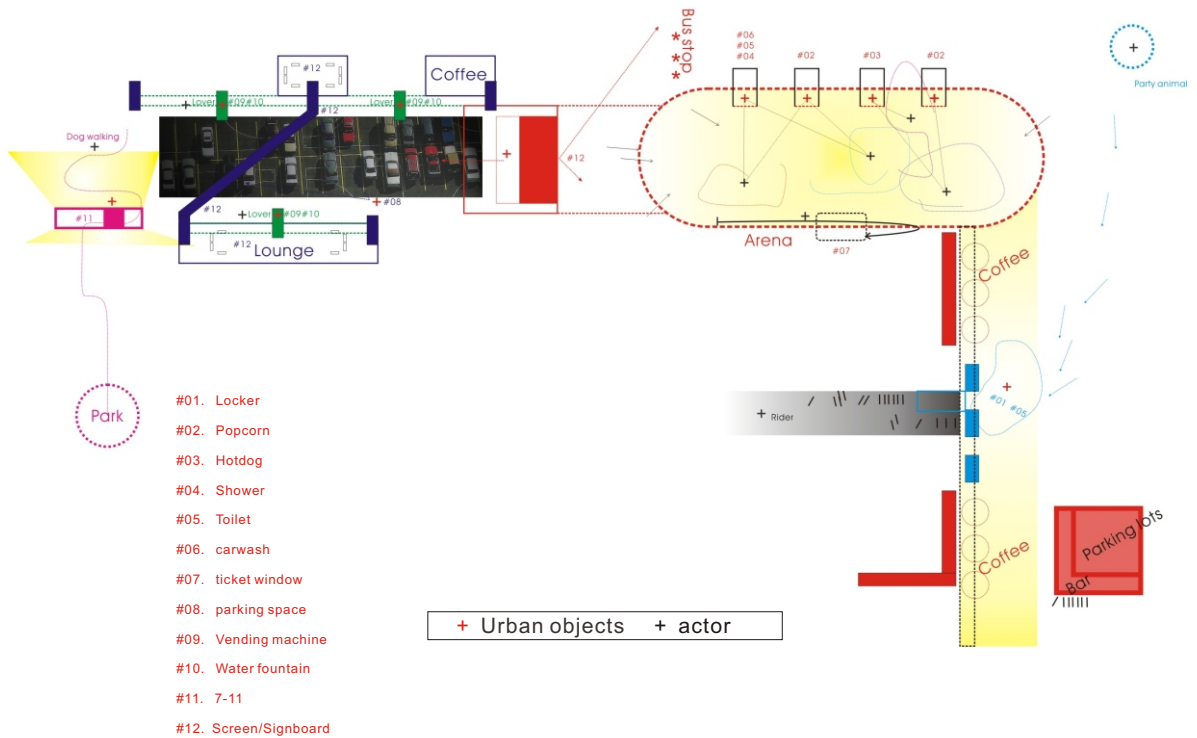 #06
#05
#04
#02
#03
#02
Bus stop
***
Party animal
#12
Coffee
Lover
#09#10
Lover
#09#10
#12
Dog walking
#12
#12
#08
#11
Lover
#09#10
#12
Lounge
Arena
#07
Coffee
Park
Rider
#01 #05
Coffee
Parking lots
Bar
#01. Locker
#02. Popcorn
#03. Hotdog
#04. Shower
#05. Toilet
#06. carwash
#07. ticket window
#08. parking space
#09. Vending machine
#10. Water fountain
#11. 7-11
#12. Screen/Signboard
+ Urban objects + actor